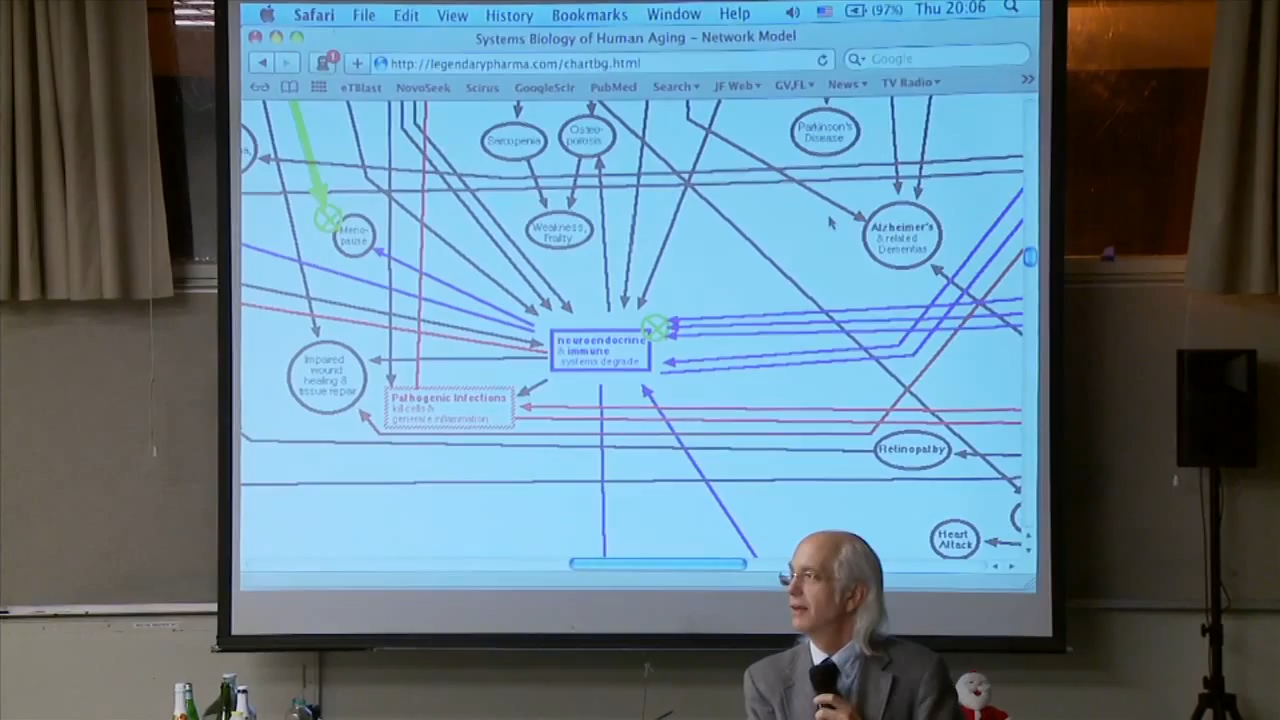 Safari File Edit View History Bookmarks Window Help (97%) Thu 20:06
Systems Biology of Human Aging – Network Model
http://legendarypharma.com/chartbg.html
Google
eTBlast NovoSeek Scirus GoogleSclr PubMed Search JF Web GV,FL News TV Radio
Sarcopenia
Osteo-
porosis
Parkinson's
Disease
Meno-
pause
Weakness,
frailty
Alzheimer's
& related
Dementias
neuroendocrine
& immune
systems degrade
Impaired
wound
healing &
tissue repair
Pathogenic Infections
kill cells &
generate inflammation
Retinopathy
Heart
Attack